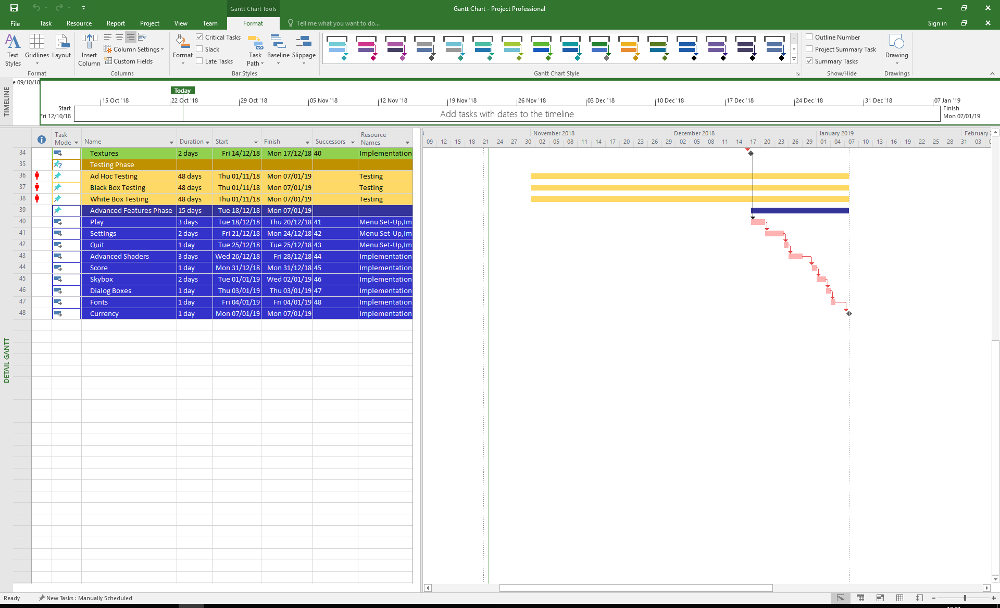 Gantt Chart Tools
Gantt Chart - Project Professional
File Task Resource Report Project View Team Format Tell me what you want to do... Sign in
Text Styles
Gridlines
Layout
Format
Insert Column
Column Settings
Custom Fields
Columns
Format
Critical Tasks
Slack
Late Tasks
Task Path
Baseline
Slippage
Bar Styles
Gantt Chart Style
Outline Number
Project Summary Task
Summary Tasks
Show/Hide
Drawing
Drawings
TIMELINE
e 09/10/18
Today
15 Oct '18 22 Oct '18 29 Oct '18 05 Nov '18 12 Nov '18 19 Nov '18 26 Nov '18 03 Dec '18 10 Dec '18 17 Dec '18 24 Dec '18 31 Dec '18 07 Jan '19
Start
Fri 12/10/18
Add tasks with dates to the timeline
Finish
Mon 07/01/19
Task Mode Name Duration Start Finish Successors Resource Names
November 2018 December 2018 January 2019 February
09 12 15 18 21 24 27 30 02 05 08 11 14 17 20 23 26 29 02 05 08 11 14 17 20 23 26 29 01 04 07 10 13 16 19 22 25 28 31 03
34 Textures 2 days Fri 14/12/18 Mon 17/12/18 40 Implementation
35 Testing Phase
36 Ad Hoc Testing 48 days Thu 01/11/18 Mon 07/01/19 Testing
37 Black Box Testing 48 days Thu 01/11/18 Mon 07/01/19 Testing
38 White Box Testing 48 days Thu 01/11/18 Mon 07/01/19 Testing
39 Advanced Features Phase 15 days Tue 18/12/18 Mon 07/01/19
40 Play 3 days Tue 18/12/18 Thu 20/12/18 41 Menu Set-Up,Im
41 Settings 2 days Fri 21/12/18 Mon 24/12/18 42 Menu Set-Up,Im
42 Quit 1 day Tue 25/12/18 Tue 25/12/18 43 Menu Set-Up,Im
43 Advanced Shaders 3 days Wed 26/12/18 Fri 28/12/18 44 Implementation
44 Score 1 day Mon 31/12/18 Mon 31/12/18 45 Implementation
45 Skybox 2 days Tue 01/01/19 Wed 02/01/19 46 Implementation
46 Dialog Boxes 1 day Thu 03/01/19 Thu 03/01/19 47 Implementation
47 Fonts 1 day Fri 04/01/19 Fri 04/01/19 48 Implementation
48 Currency 1 day Mon 07/01/19 Mon 07/01/19 Implementation
DETAIL GANTT
Ready New Tasks : Manually Scheduled